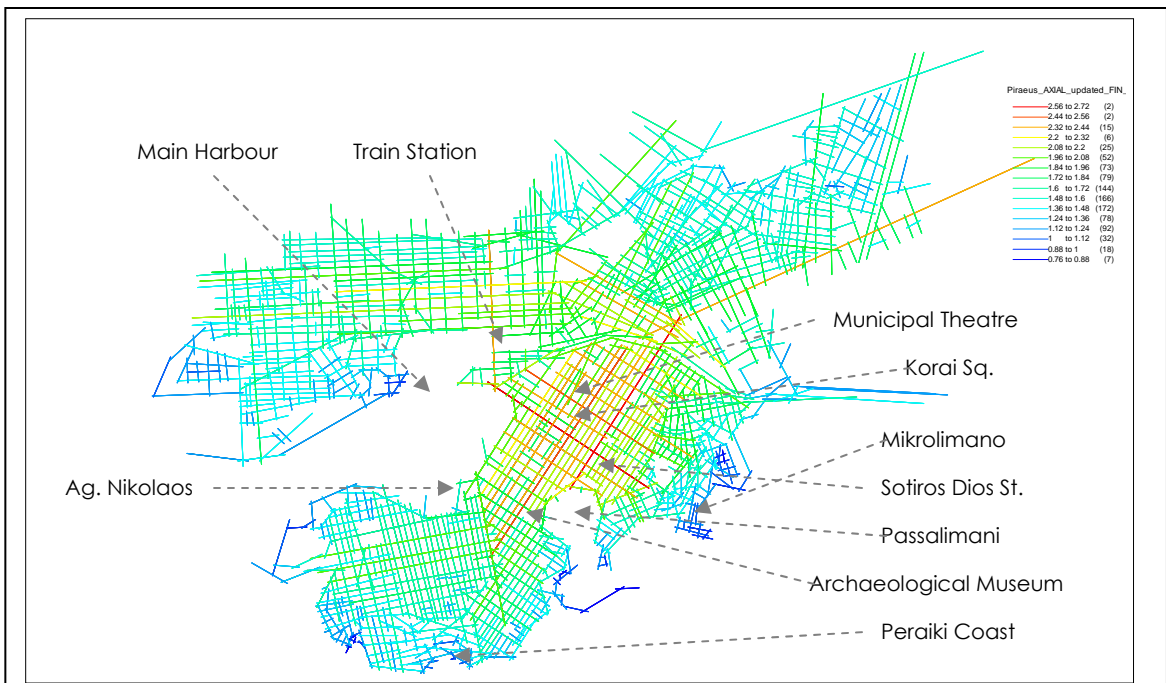 Piraeus_AXIAL_updated_FIN_
2.56 to 2.72 (2)
2.44 to 2.56 (2)
2.32 to 2.44 (15)
2.2 to 2.32 (6)
2.08 to 2.2 (25)
1.96 to 2.08 (52)
1.84 to 1.96 (73)
1.72 to 1.84 (79)
1.6 to 1.72 (144)
1.48 to 1.6 (166)
1.36 to 1.48 (172)
1.24 to 1.36 (78)
1.12 to 1.24 (92)
1 to 1.12 (32)
0.88 to 1 (18)
0.76 to 0.88 (7)
Main Harbour
Train Station
Municipal Theatre
Korai Sq.
Mikrolimano
Ag. Nikolaos
Sotiros Dios St.
Passalimani
Archaeological Museum
Peraiki Coast